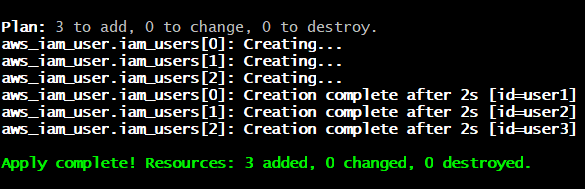 Plan: 3 to add, 0 to change, 0 to destroy.
aws_iam_user.iam_users[0]: Creating...
aws_iam_user.iam_users[1]: Creating...
aws_iam_user.iam_users[2]: Creating...
aws_iam_user.iam_users[0]: Creation complete after 2s [id=user1]
aws_iam_user.iam_users[1]: Creation complete after 2s [id=user2]
aws_iam_user.iam_users[2]: Creation complete after 2s [id=user3]
Apply complete! Resources: 3 added, 0 changed, 0 destroyed.